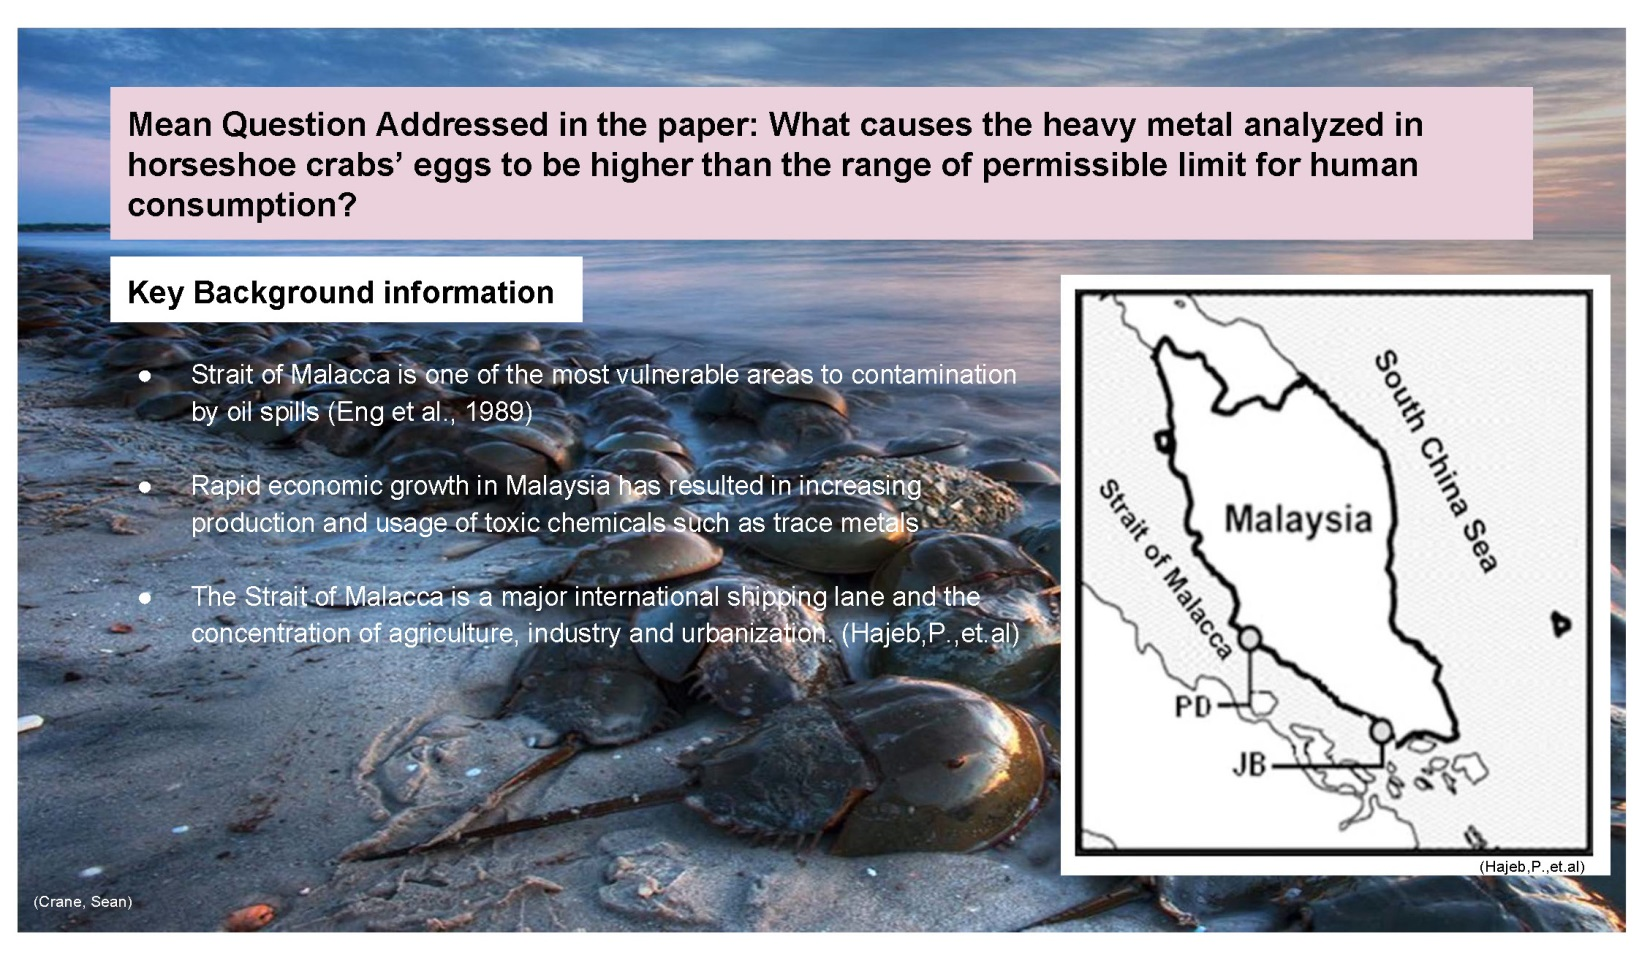 Mean Question Addressed in the paper: What causes the heavy metal analyzed in
horseshoe crabs’ eggs to be higher than the range of permissible limit for human
consumption?
Key Background information
● Strait of Malacca is one of the most vulnerable areas to contamination
by oil spills (Eng et al., 1989)
● Rapid economic growth in Malaysia has resulted in increasing
production and usage of toxic chemicals such as trace metals
● The Strait of Malacca is a major international shipping lane and the
concentration of agriculture, industry and urbanization. (Hajeb,P.,et.al)
South China Sea
Malaysia
Strait of Malacca
PD
JB
(Hajeb,P.,et.al)
(Crane, Sean)